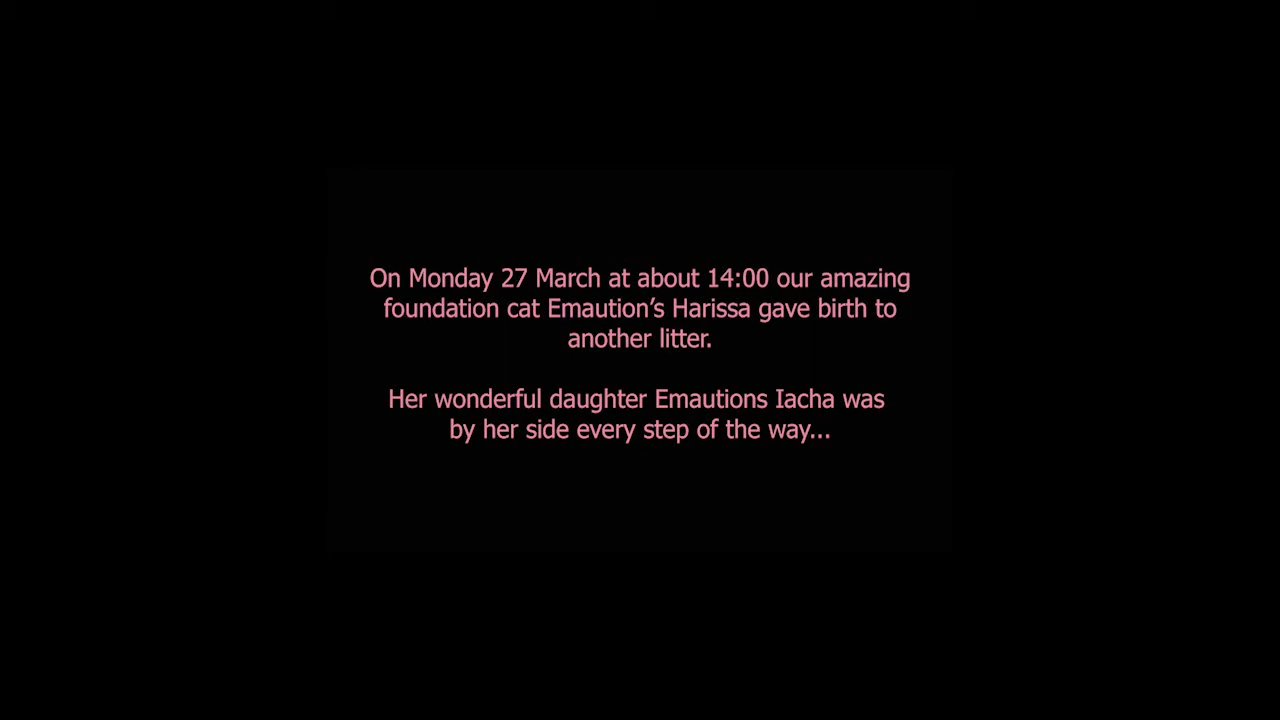 On Monday 27 March at about 14:00 our amazing
foundation cat Emaution’s Harissa gave birth to
another litter.
Her wonderful daughter Emautions Iacha was
by her side every step of the way...